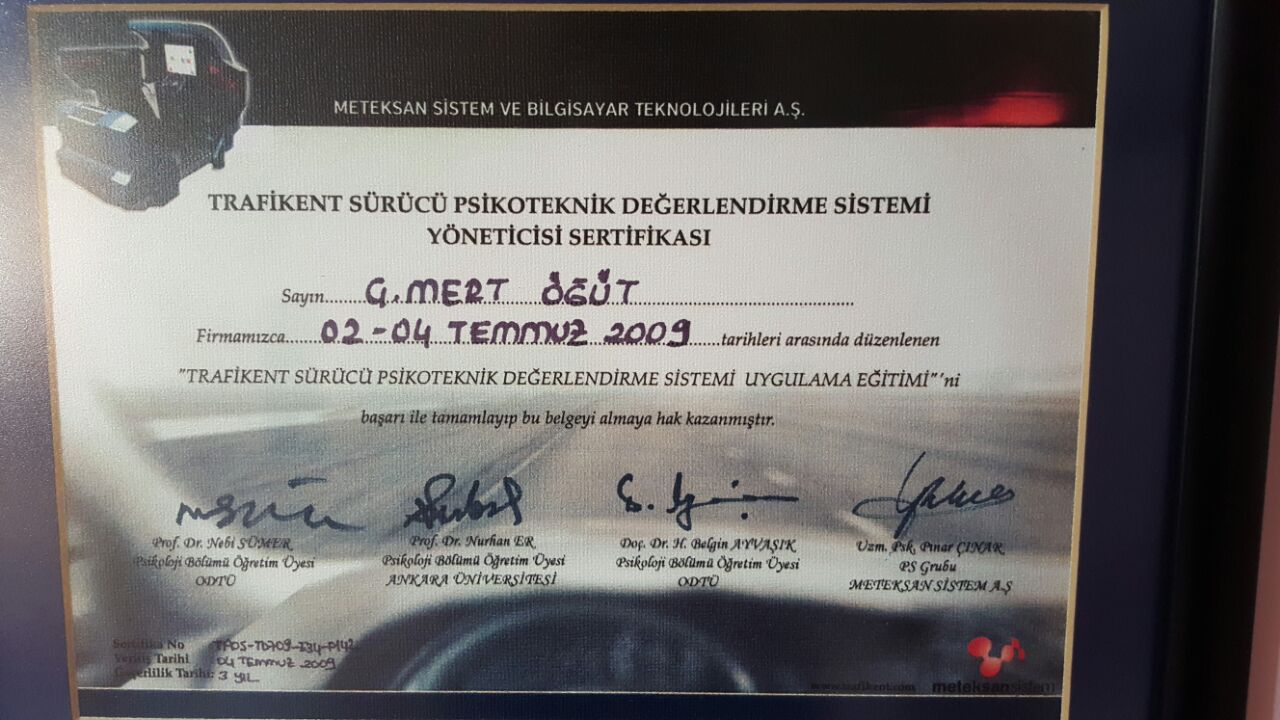 METEKSAN SİSTEM VE BİLGİSAYAR TEKNOLOJİLERİ A.Ş.
TRAFİKENT SÜRÜCÜ PSİKOTEKNİK DEĞERLENDİRME SİSTEMİ
YÖNETİCİSİ SERTİFİKASI
Sayın........G.MERT ÖĞÜT........
Firmamızca.......02-04 TEMMUZ 2009.......tarihleri arasında düzenlenen
"TRAFİKENT SÜRÜCÜ PSİKOTEKNİK DEĞERLENDİRME SİSTEMİ UYGULAMA EĞİTİMİ"'ni
başarı ile tamamlayıp bu belgeyi almaya hak kazanmıştır.
Prof. Dr. Nebi SÜMER
Psikoloji Bölümü Öğretim Üyesi
ODTÜ
Prof. Dr. Nurhan ER
Psikoloji Bölümü Öğretim Üyesi
ANKARA ÜNİVERSİTESİ
Doç. Dr. H. Belgin AYVAŞIK
Psikoloji Bölümü Öğretim Üyesi
ODTÜ
Uzm. Psk. Pınar ÇINAR
PS Grubu
METEKSAN SİSTEM A.Ş
Sertifika No
Veriliş Tarihi : 04 TEMMUZ 2009
Geçerlilik Tarihi: 3 YIL
www.trafikent.com
meteksansistem